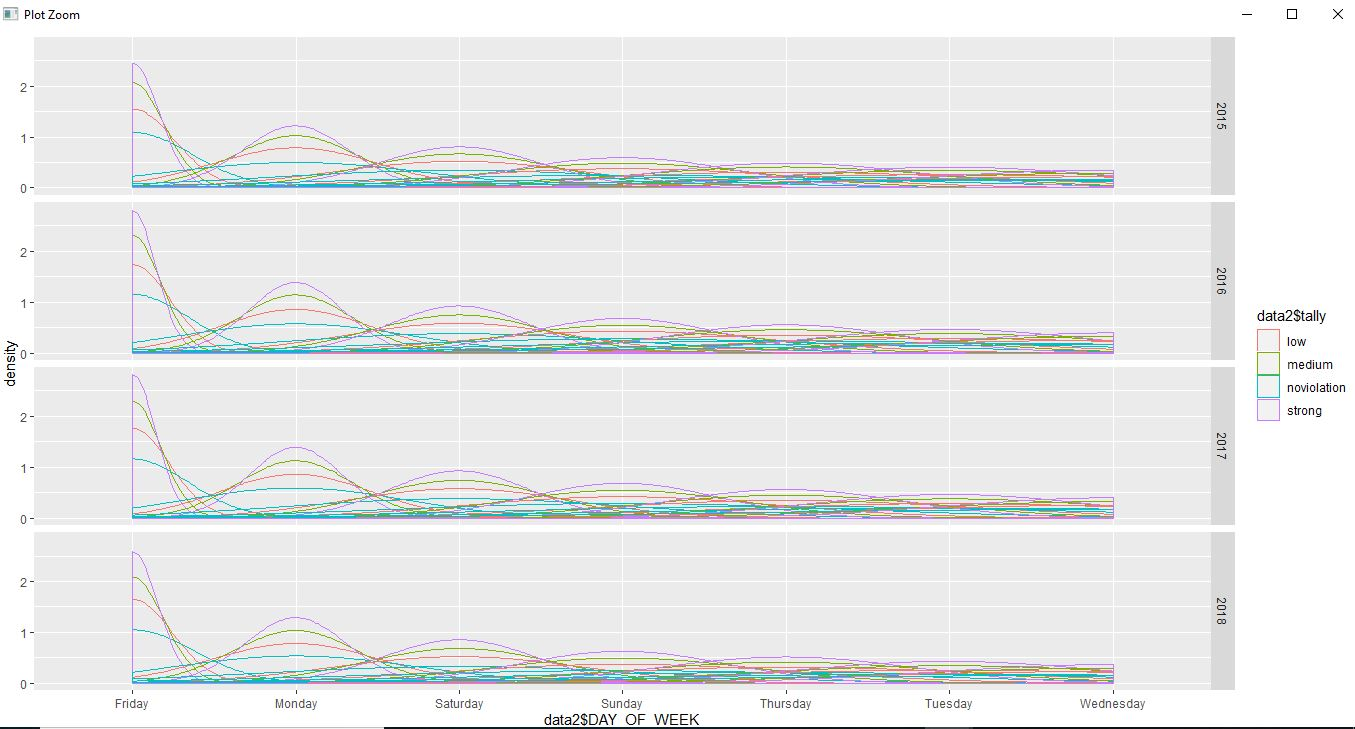 Plot Zoom
density
2
1
0
2015
2
1
0
2016
2
1
0
2017
2
1
0
2018
Friday
Monday
Saturday
Sunday
Thursday
Tuesday
Wednesday
data2$DAY_OF_WEEK
data2$tally
low
medium
noviolation
strong